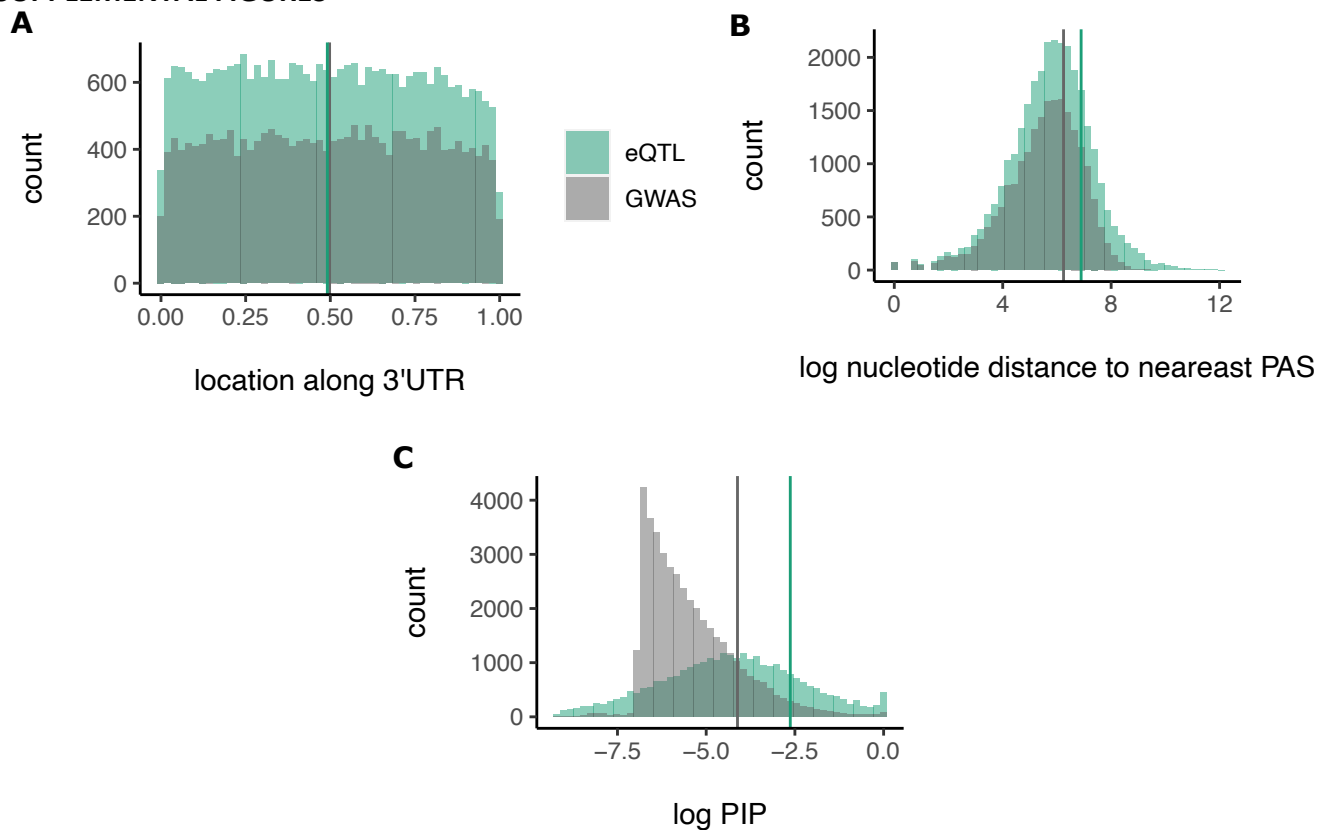 SUPPLEMENTAL FIGURES
A
600
400
200
0
count
0.00 0.25 0.50 0.75 1.00
location along 3'UTR
eQTL
GWAS
B
2000
1500
1000
500
0
count
0 4 8 12
log nucleotide distance to neareast PAS
C
4000
3000
2000
1000
0
count
−7.5 −5.0 −2.5 0.0
log PIP